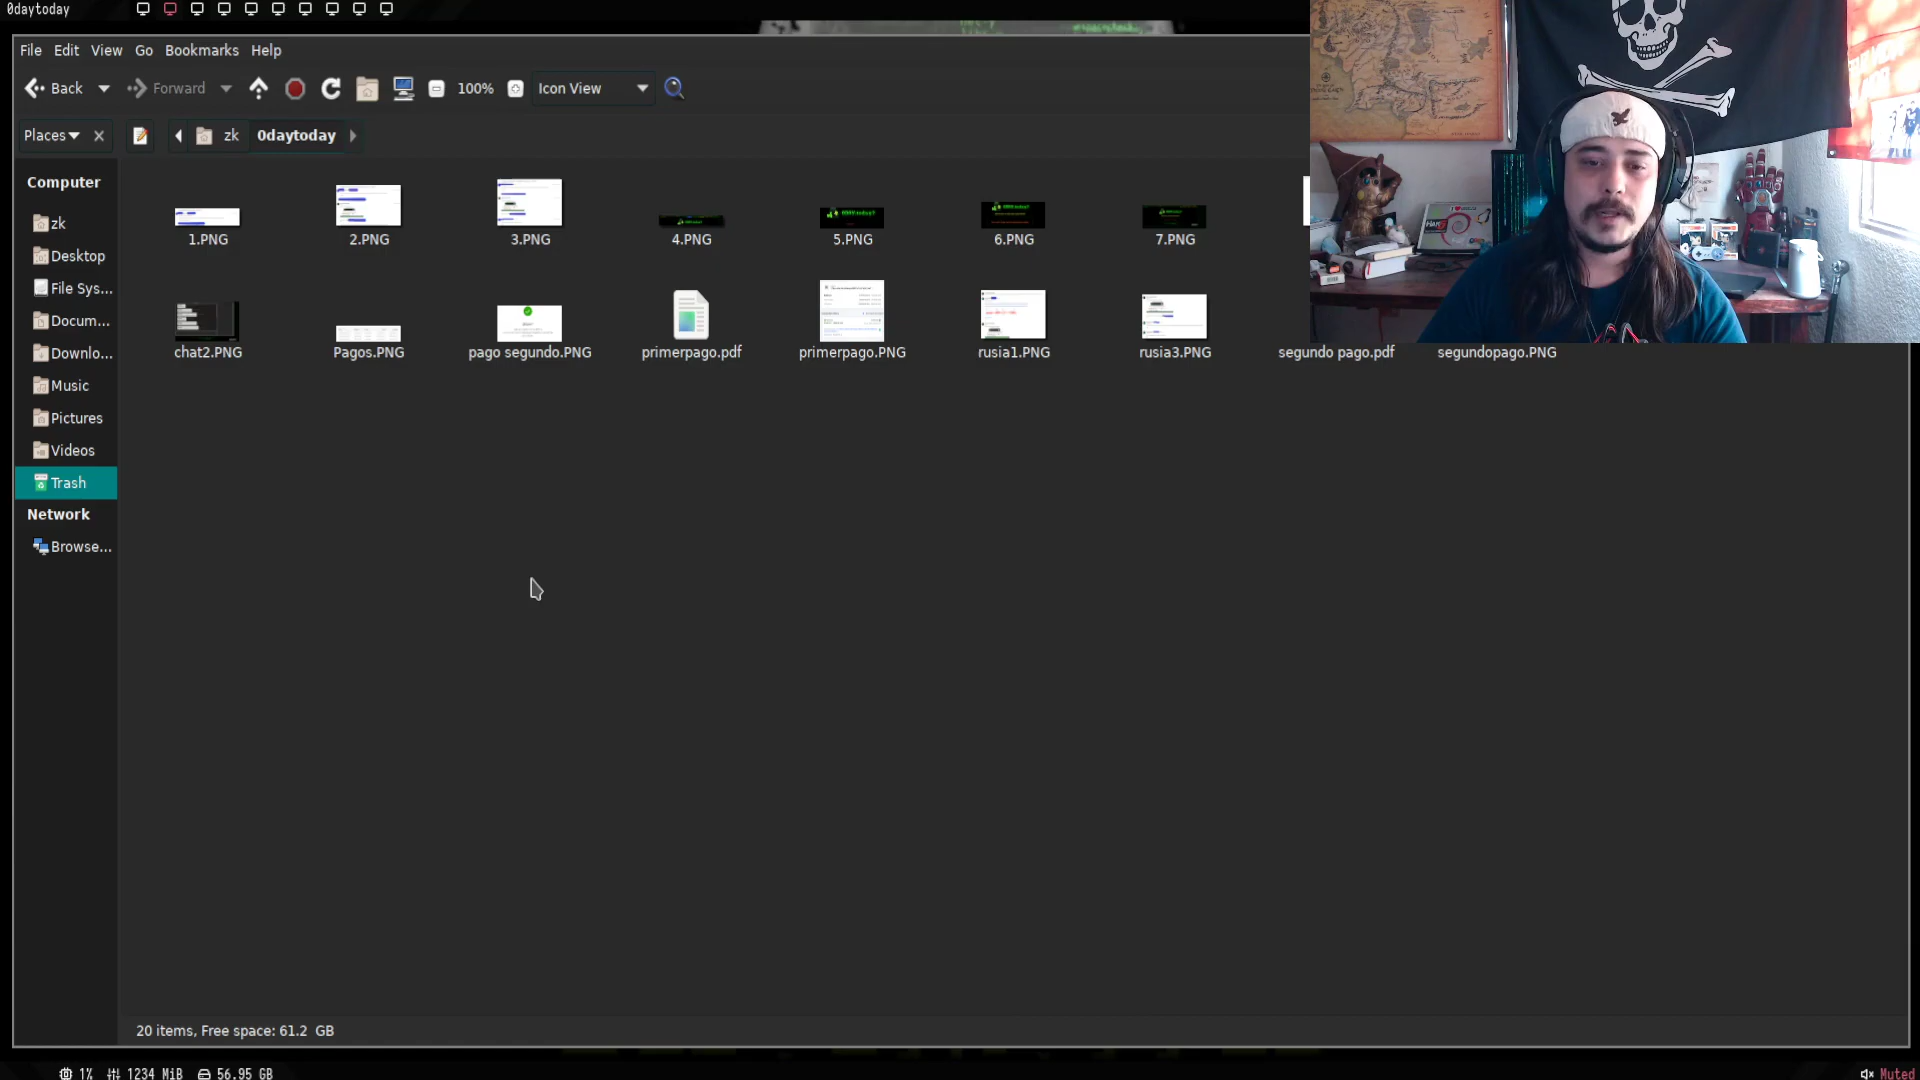 0daytoday
File Edit View Go Bookmarks Help
Back Forward 100% Icon View
Places zk 0daytoday
Computer
zk
Desktop
File Sys...
Docum...
Downlo...
Music
Pictures
Videos
Trash
Network
Browse...
1.PNG 2.PNG 3.PNG 4.PNG 5.PNG 6.PNG 7.PNG
chat2.PNG Pagos.PNG pago segundo.PNG primerpago.pdf primerpago.PNG rusia1.PNG rusia3.PNG segundo pago.pdf segundopago.PNG
20 items, Free space: 61.2 GB
1% 1234 MiB 56.95 GB Muted